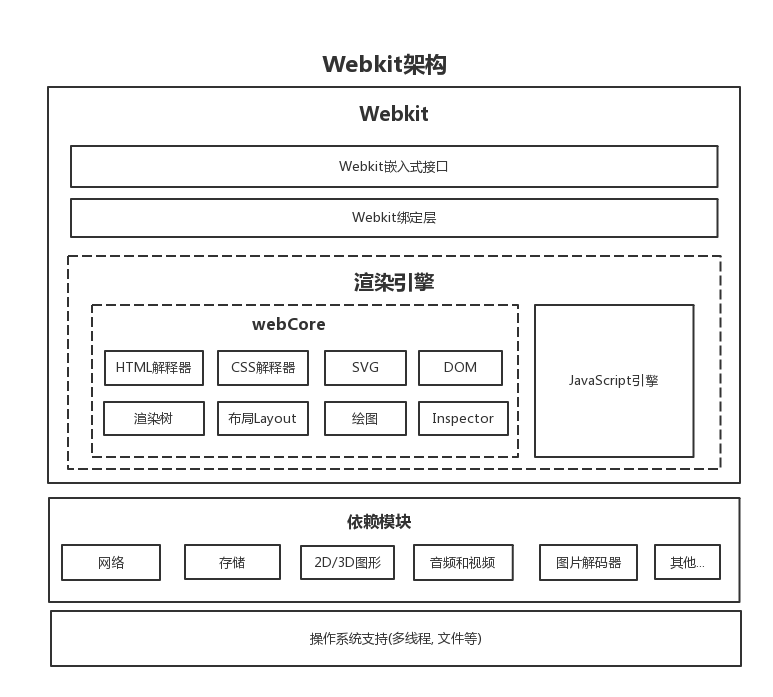 Webkit架构
Webkit
Webkit嵌入式接口
Webkit绑定层
渲染引擎
webCore
HTML解释器 CSS解释器 SVG DOM
JavaScript引擎
渲染树 布局Layout 绘图 Inspector
依赖模块
网络 存储 2D/3D图形 音频和视频 图片解码器 其他...
操作系统支持(多线程, 文件等)